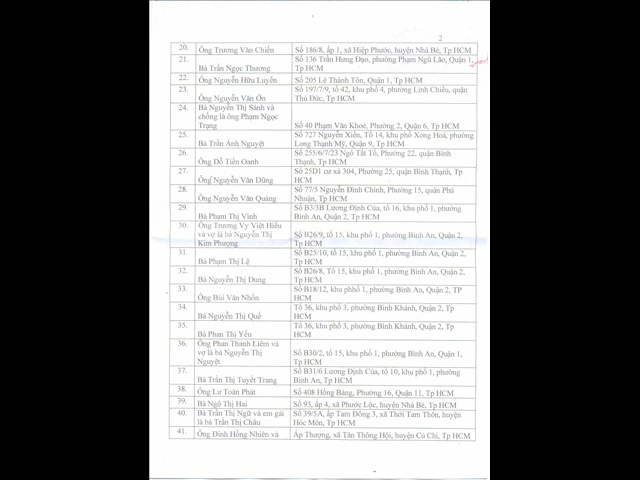 2
20. Ông Trương Văn Chiến Số 186/8, ấp 1, xã Hiệp Phước, huyện Nhà Bè, Tp HCM
21. Số 136 Trần Hưng Đạo, phường Phạm Ngũ Lão, Quận 1,
Bà Trần Ngọc Thương Tp HCM
22. Ông Nguyễn Hữu Luyến Số 205 Lê Thánh Tôn, Quận 1, Tp HCM
23. Số 197/7/9, tổ 42, khu phố 4, phường Linh Chiểu, quận
Ông Nguyễn Văn Ổn Thủ Đức, Tp HCM
24. Bà Nguyễn Thị Sánh và
chồng là ông Phạm Ngọc
Trạng Số 40 Phạm Văn Khoẻ, Phường 2, Quận 6, Tp HCM
25. Số 727 Nguyễn Xiển, Tổ 14, khu phố Xong Hoà, phường
Bà Trần Ánh Nguyệt Long Thạnh Mỹ, Quận 9, Tp HCM
26. Số 255/6/7/23 Ngô Tất Tố, Phường 22, quận Bình
Ông Đỗ Tiến Oanh Thạnh, Tp HCM
27. Số 25D1 cư xá 304, Phường 25, quận Bình Thạnh, Tp
Ông Nguyễn Văn Dũng HCM
28. Số 77/5 Nguyễn Đình Chính, Phường 15, quận Phú
Ông Nguyễn Văn Quảng Nhuận, Tp HCM
29. Số B3/3B Lương Định Của, tổ 16, khu phố 1, phường
Bà Phạm Thị Vinh Bình An, Quận 2, Tp HCM
30. Ông Trương Vy Việt Hiếu
và vợ là bà Nguyễn Thị Số B26/9, tổ 15, khu phố 1, phường Bình An, Quận 2,
Kim Phượng Tp HCM
31. Số B25/10, tổ 15, khu phố 1, phường Bình An, Quận 2,
Bà Phạm Thị Lệ Tp HCM
32. Số B26/8, Tổ 15, khu phố 1, phường Bình An, Quận 2,
Bà Nguyễn Thị Dung Tp HCM
33. Số B18/12, khu phhố 1, phường Bình An, Quận 2, TP
Ông Bùi Văn Nhốn HCM
34. Tổ 36, khu phố 3, phường Bình Khánh, Quận 2, Tp
Bà Nguyễn Thị Quế HCM
35. Tổ 36, khu phố 3, phường Bình Khánh, Quận 2, Tp
Bà Phan Thị Yến HCM
36. Ông Phan Thanh Liêm và
vợ là bà Nguyễn Thị Số B30/2, tổ 15, khu phố 1, phường Bình An, Quận 1,
Nguyệt Tp HCM
37. Số B31/6 Lương Định Của, tổ 10, khu phố 1, phường
Bà Trần Thị Tuyết Trang Bình An, Tp HCM
38. Ông Lư Toàn Phát Số 408 Hồng Bàng, Phường 16, Quận 11, Tp HCM
39. Bà Ngô Thị Hai Số 93, ấp 4, xã Phước Lộc, huyện Nhà Bè, Tp HCM
40. Bà Trần Thị Ngữ và em gái Số 39/5A, ấp Tam Đông 3, xã Thới Tam Thôn, huyện
là bà Trần Thị Châu Hóc Môn, Tp HCM
41. Ông Đinh Hồng Nhiên và Ấp Thượng, xã Tân Thông Hội, huyện Củ Chi, Tp HCM